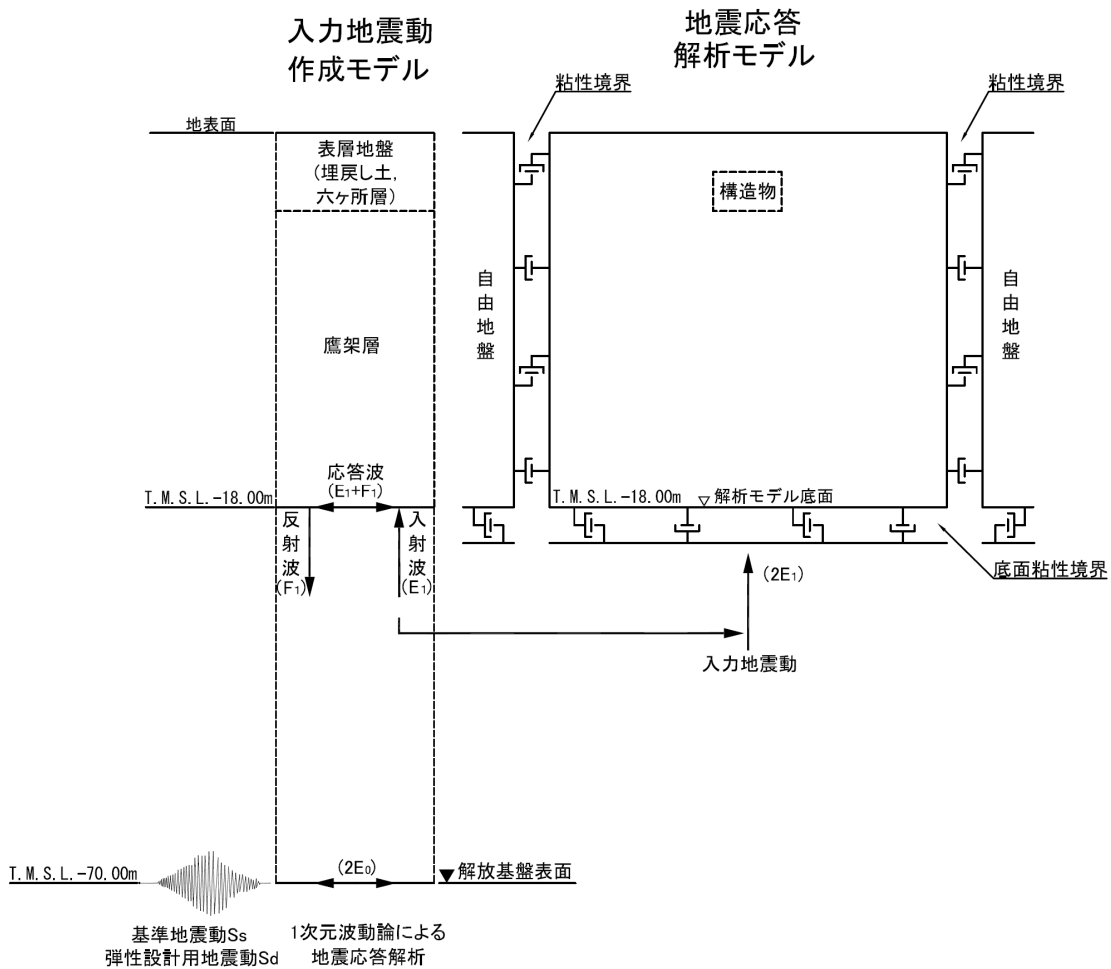 入力地震動
作成モデル
地震応答
解析モデル
粘性境界
粘性境界
地表面
表層地盤
(埋戻し土,
六ヶ所層)
構造物
自由地盤
自由地盤
鷹架層
応答波
(E₁+F₁)
T.M.S.L.-18.00m
T.M.S.L.-18.00m
解析モデル底面
反射波
(F₁)
入射波
(E₁)
底面粘性境界
(2E₁)
入力地震動
T.M.S.L.-70.00m
(2E₀)
解放基盤表面
基準地震動Ss
弾性設計用地震動Sd
1次元波動論による
地震応答解析